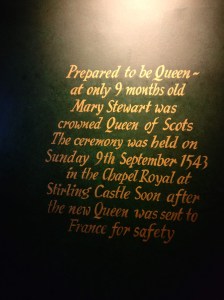 Prepared to be Queen ~
at only 9 months old
Mary Stewart was
crowned Queen of Scots
The ceremony was held on
Sunday 9th September 1543
in the Chapel Royal at
Stirling Castle Soon after
the new Queen was sent to
France for safety